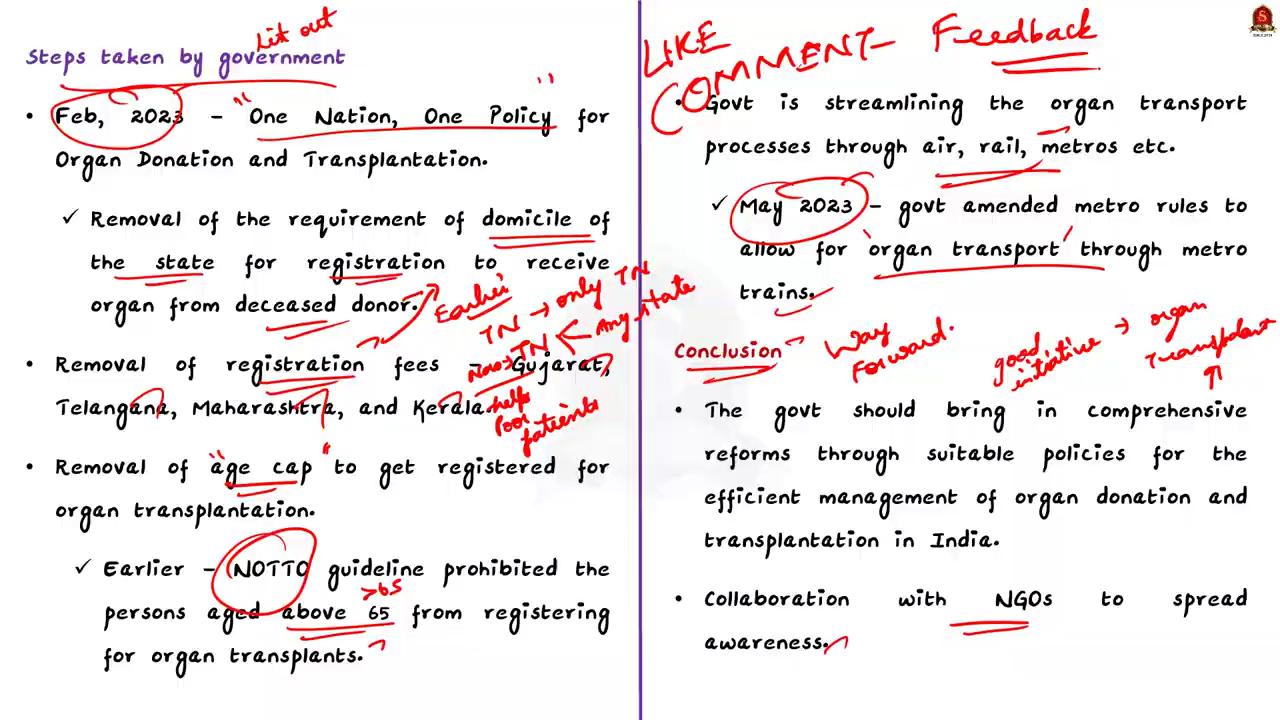 Steps taken by government
lit out
• Feb, 2023 - "One Nation, One Policy" for
Organ Donation and Transplantation.
✓ Removal of the requirement of domicile of
the state for registration to receive
organ from deceased donor.
Earlier
TN → only TN
Now → TN
Any state
• Removal of registration fees - Gujarat,
Telangana, Maharashtra, and Kerala.
helps
poor
patients
• Removal of "age cap" to get registered for
organ transplantation.
✓ Earlier - NOTTO guideline prohibited the
>65
persons aged above 65 from registering
for organ transplants.
LIKE
COMMENT- Feedback
• Govt is streamlining the organ transport
processes through air, rail, metros etc.
✓ May 2023 - govt amended metro rules to
allow for 'organ transport' through metro
trains.
Conclusion
Way
Forward.
good
initiative → organ
Transplant ↑
• The govt should bring in comprehensive
reforms through suitable policies for the
efficient management of organ donation and
transplantation in India.
• Collaboration with NGOs to spread
awareness.